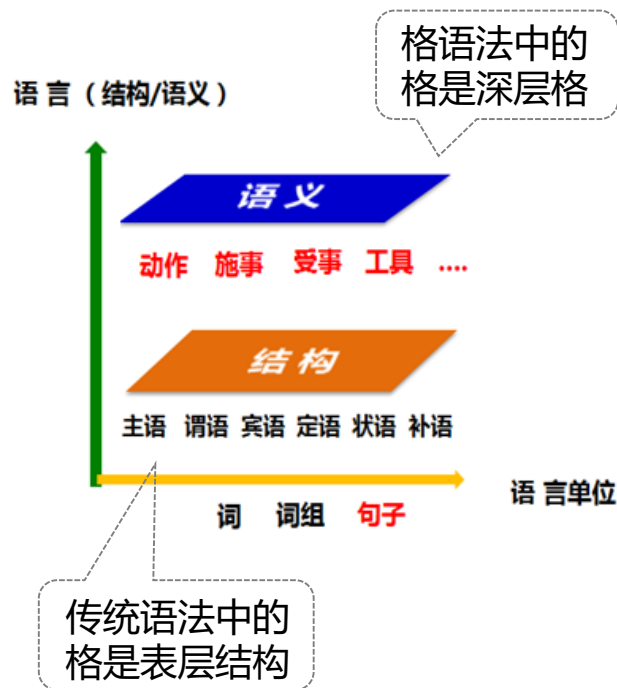 格语法中的
格是深层格
语 言 （ 结构/语义 ）
语 义
动作 施事 受事 工具 ....
结 构
主语 谓语 宾语 定语 状语 补语
语 言单位
词 词组 句子
传统语法中的
格是表层结构